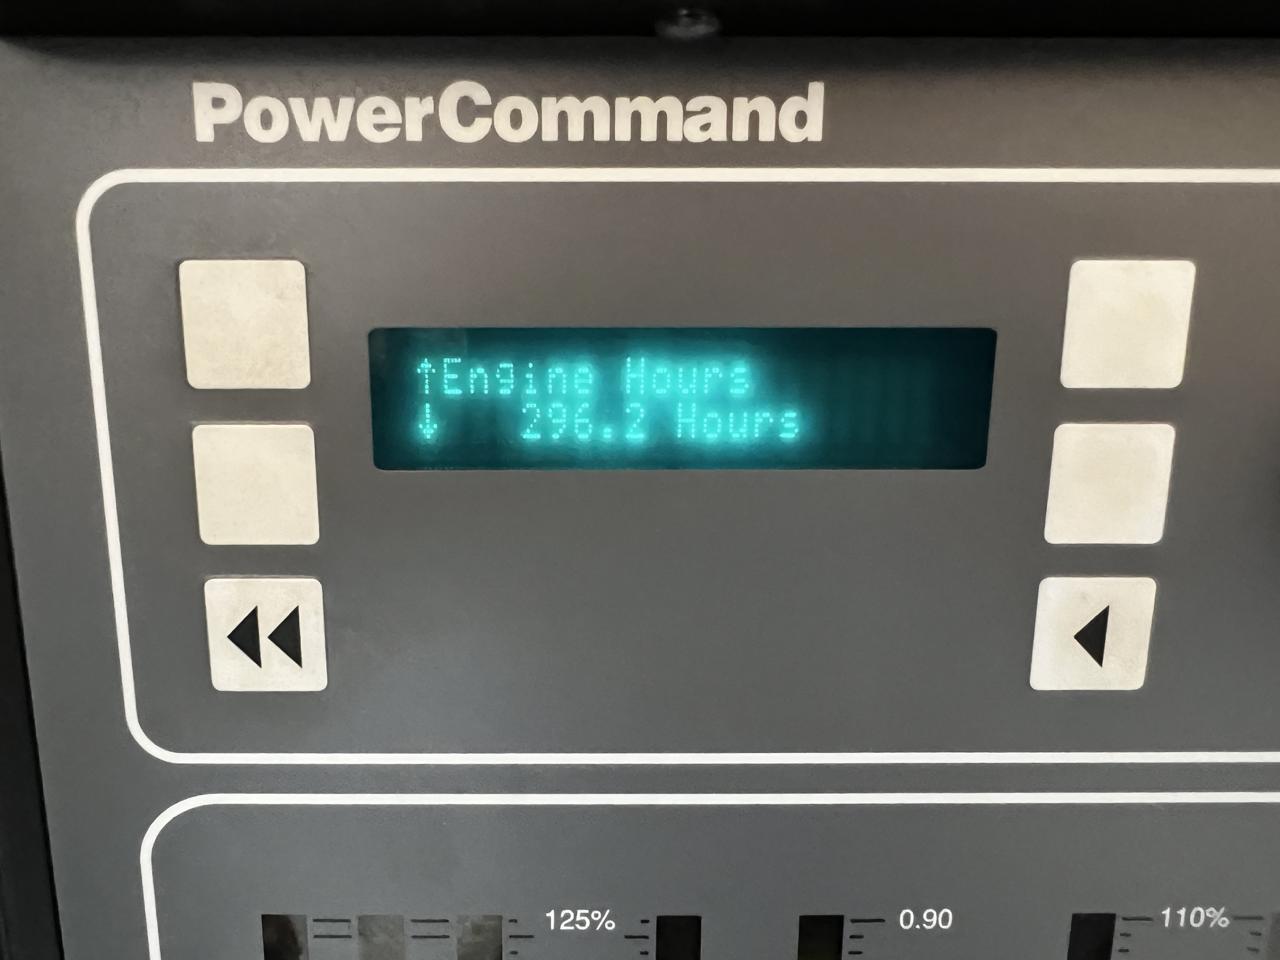 PowerCommand
↑Engine Hours
↓ 296.2 Hours
125% 0.90 110%